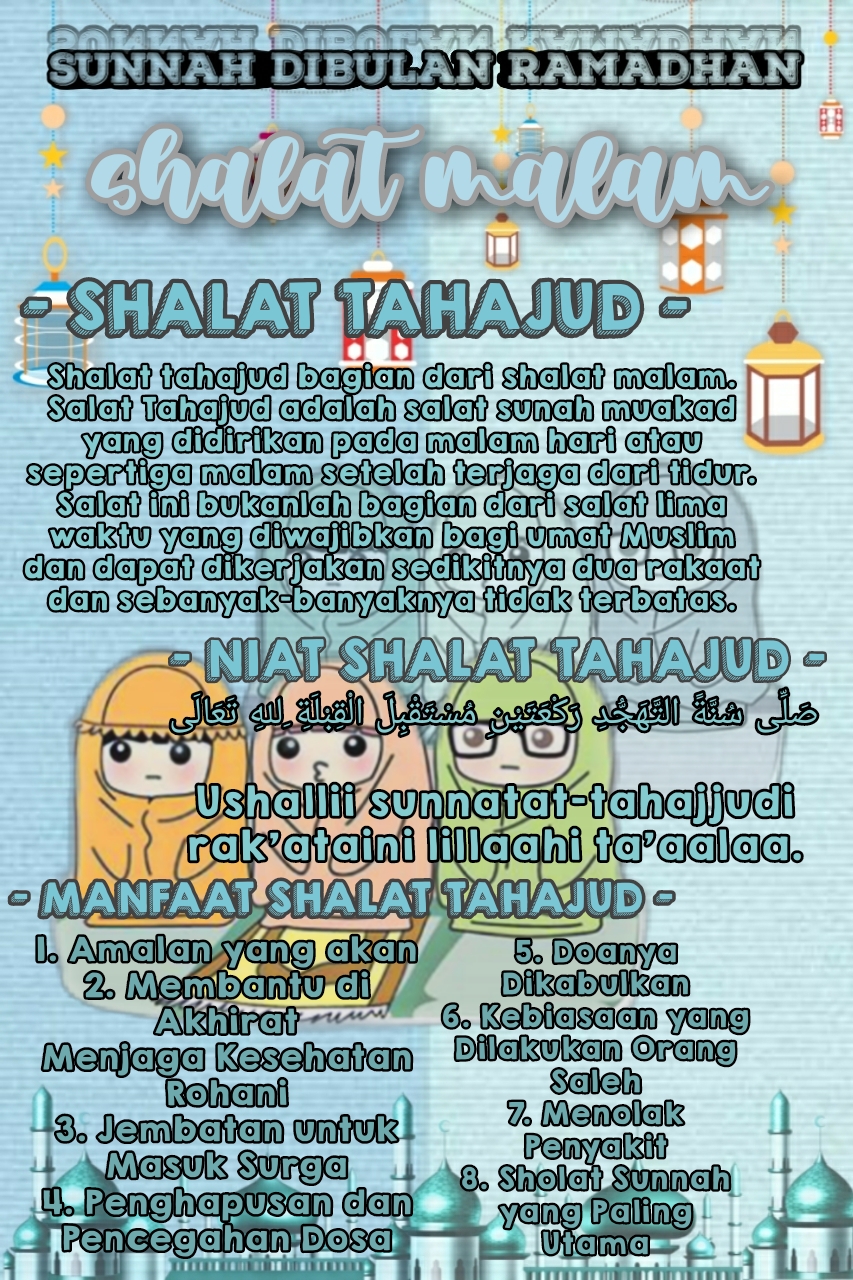 SUNNAH DIBULAN RAMADHAN
shalat malam
- SHALAT TAHAJUD -
Shalat tahajud bagian dari shalat malam.
Salat Tahajud adalah salat sunah muakad
yang didirikan pada malam hari atau
sepertiga malam setelah terjaga dari tidur.
Salat ini bukanlah bagian dari salat lima
waktu yang diwajibkan bagi umat Muslim
dan dapat dikerjakan sedikitnya dua rakaat
dan sebanyak-banyaknya tidak terbatas.
- NIAT SHALAT TAHAJUD -
صَلِّى سُنَّةً التَّهَجُّدِ رَكْعَتَيْنِ مُسْتَقْبِلَ الْقِبْلَةِ ِللهِ تَعَالَى
Ushallii sunnatat-tahajjudi
rak’ataini lillaahi ta’aalaa.
- MANFAAT SHALAT TAHAJUD -
1. Amalan yang akan
2. Membantu di
Akhirat
Menjaga Kesehatan
Rohani
3. Jembatan untuk
Masuk Surga
4. Penghapusan dan
Pencegahan Dosa
5. Doanya
Dikabulkan
6. Kebiasaan yang
Dilakukan Orang
Saleh
7. Menolak
Penyakit
8. Sholat Sunnah
yang Paling
Utama